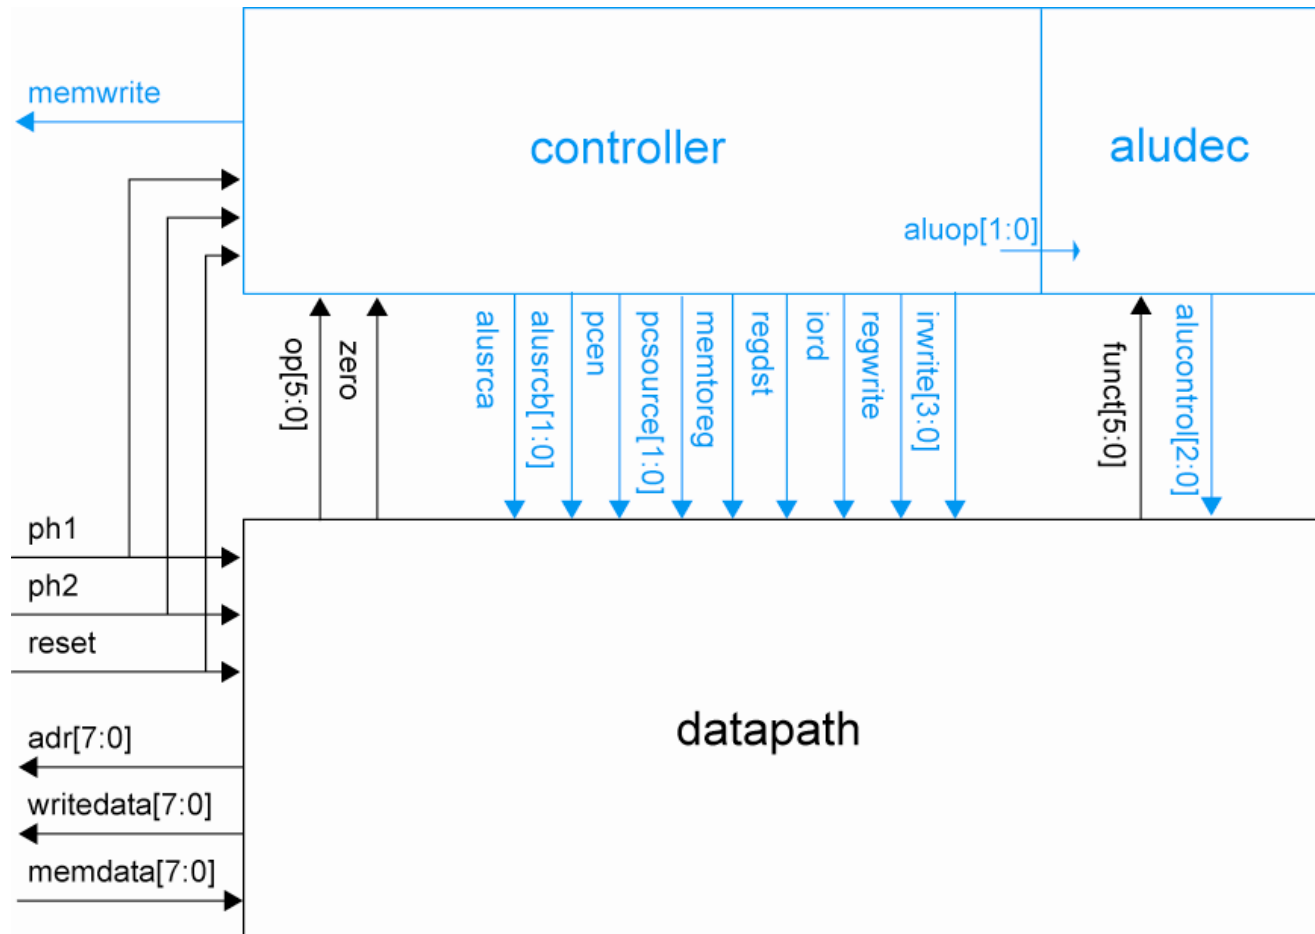 memwrite
controller
aludec
aluop[1:0]
op[5:0]
zero
alusrca
alusrcb[1:0]
pcen
pcsource[1:0]
memtoreg
regdst
iord
regwrite
irwrite[3:0]
funct[5:0]
alucontrol[2:0]
ph1
ph2
reset
datapath
adr[7:0]
writedata[7:0]
memdata[7:0]